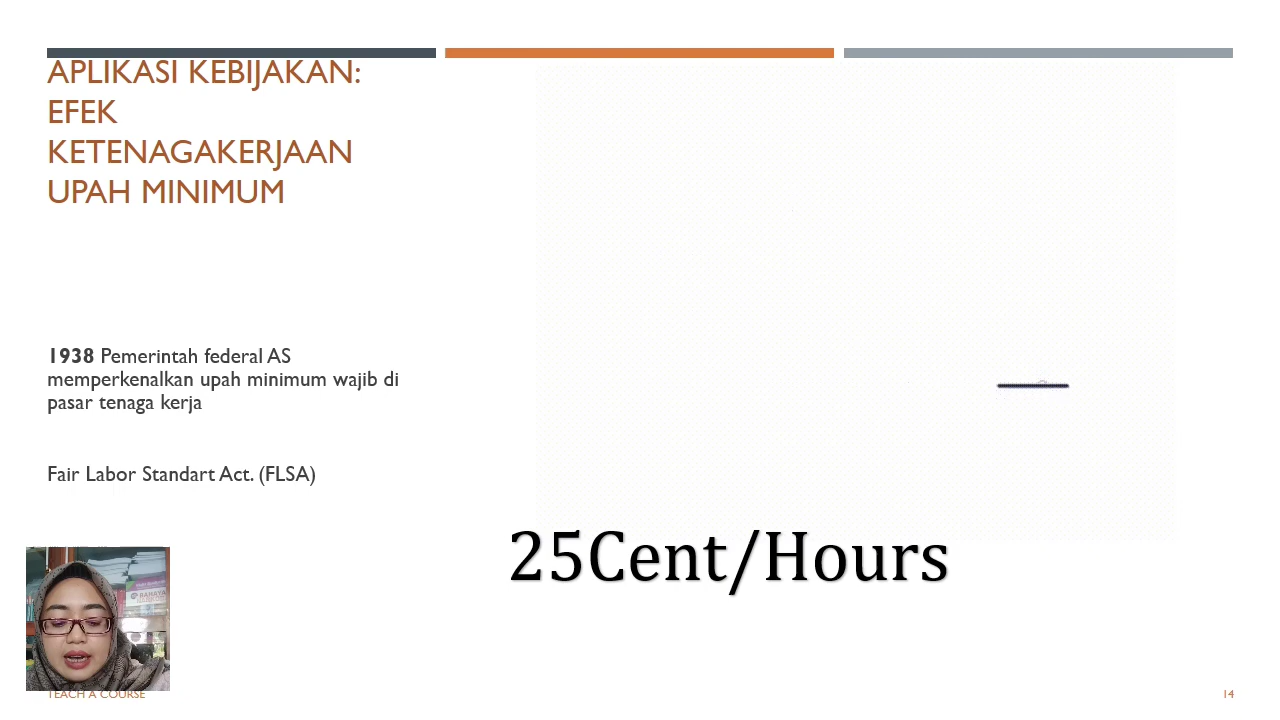 APLIKASI KEBIJAKAN:
EFEK
KETENAGAKERJAAN
UPAH MINIMUM
1938 Pemerintah federal AS
memperkenalkan upah minimum wajib di
pasar tenaga kerja
Fair Labor Standart Act. (FLSA)
25Cent/Hours
TEACH A COURSE
14